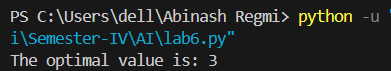 PS C:\Users\dell\Abinash Regmi> python -u "
i\Semester-IV\AI\lab6.py"
The optimal value is: 3